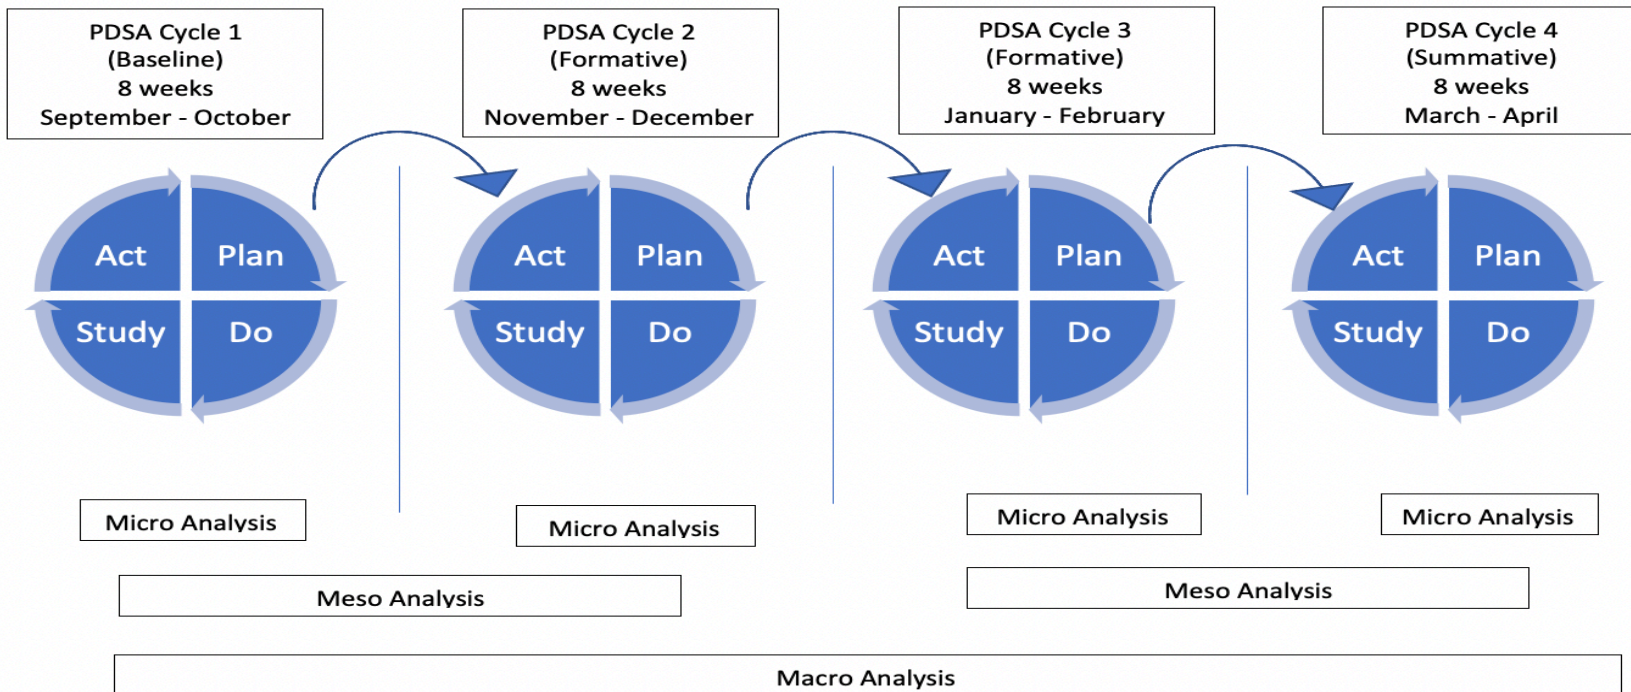 PDSA Cycle 1
(Baseline)
8 weeks
September - October
PDSA Cycle 2
(Formative)
8 weeks
November - December
PDSA Cycle 3
(Formative)
8 weeks
January - February
PDSA Cycle 4
(Summative)
8 weeks
March - April
Act Plan
Study Do
Act Plan
Study Do
Act Plan
Study Do
Act Plan
Study Do
Micro Analysis
Micro Analysis
Micro Analysis
Micro Analysis
Meso Analysis
Meso Analysis
Macro Analysis